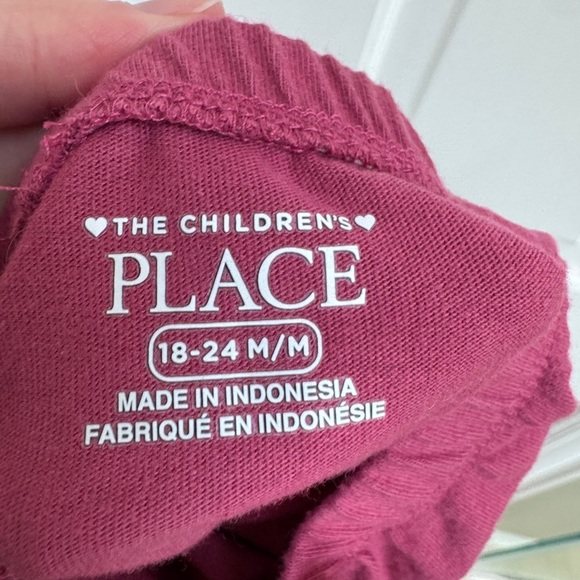 ♥THE CHILDREN'S♥
PLACE
18-24 M/M
MADE IN INDONESIA
FABRIQUÉ EN INDONÉSIE